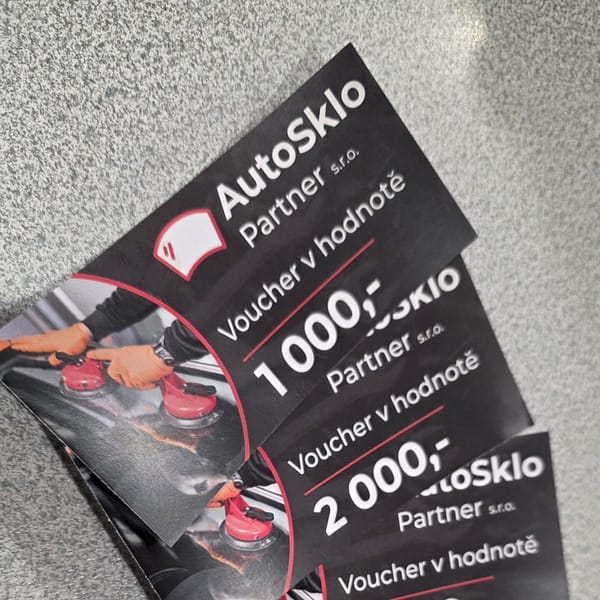 AutoSklo
Partner s.r.o.
Voucher v hodnotě
1 000,-
Partner s.r.o.
Voucher v hodnotě
2 000,-
Partner s.r.o.
Voucher v hodnotě